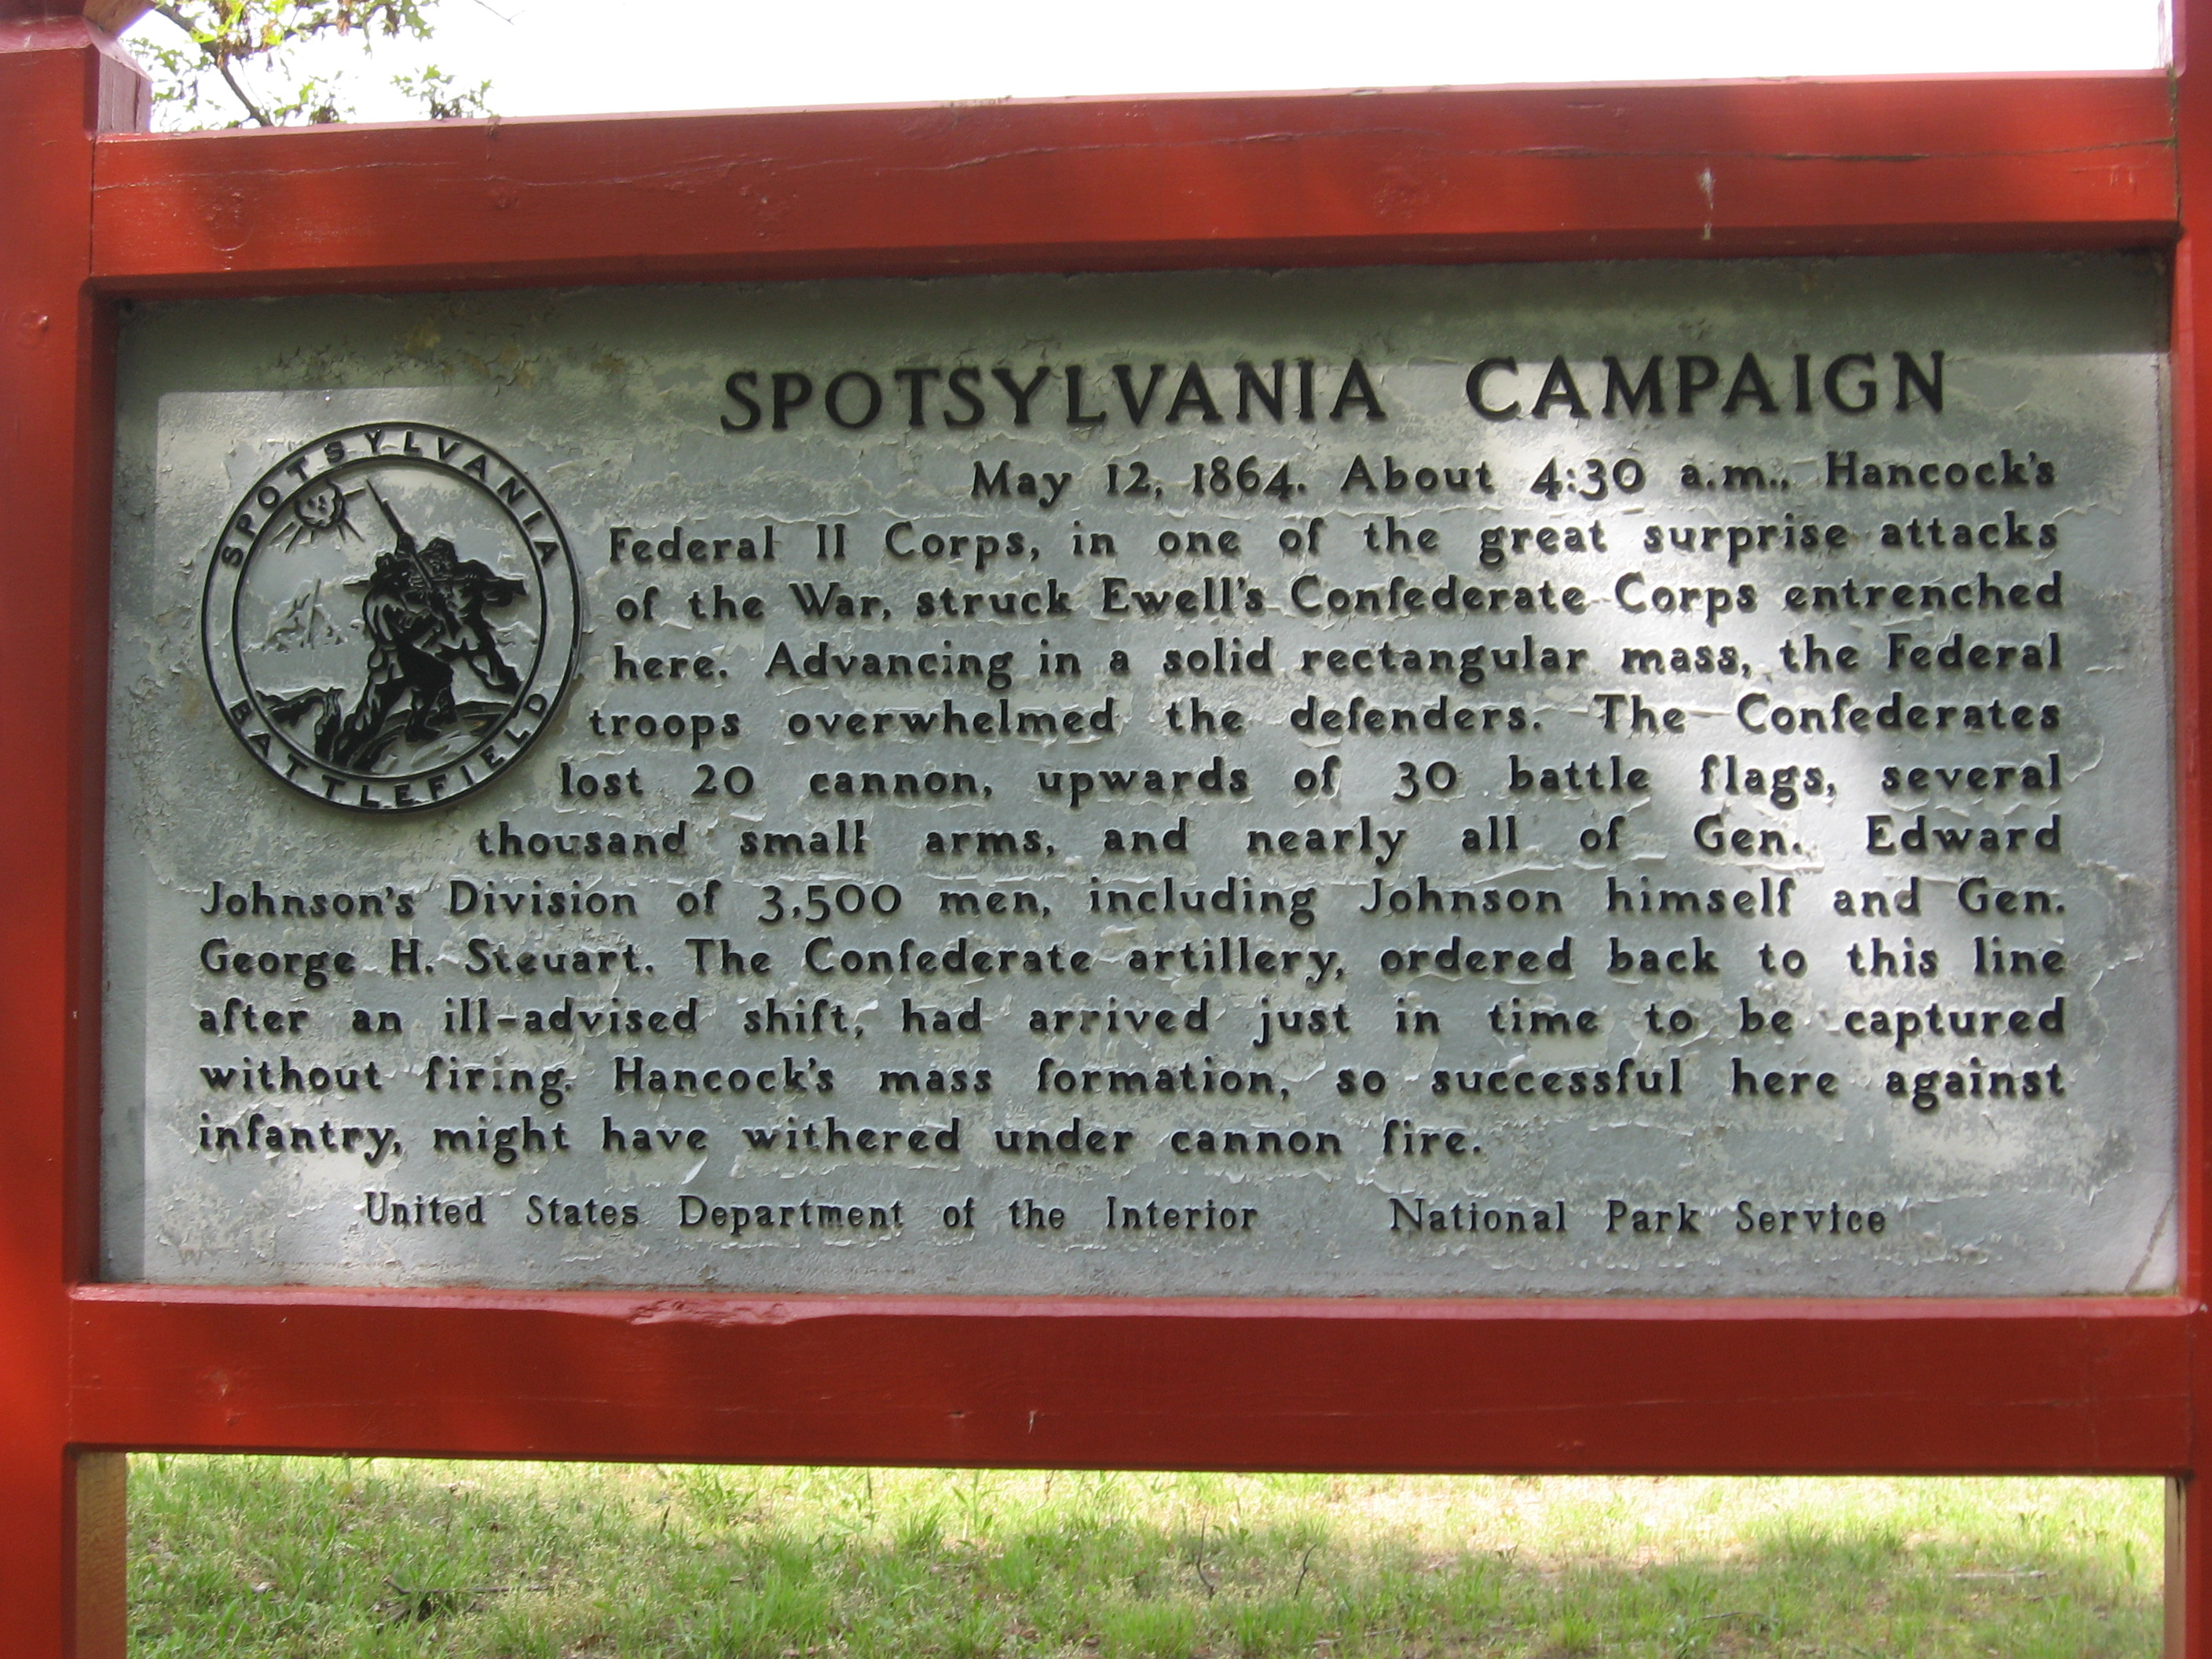 SPOTSYLVANIA CAMPAIGN
SPOTSYLVANIA
BATTLEFIELD
May 12, 1864. About 4:30 a.m., Hancock's
Federal II Corps, in one of the great surprise attacks
of the War, struck Ewell's Confederate Corps entrenched
here. Advancing in a solid rectangular mass, the Federal
troops overwhelmed the defenders. The Confederates
lost 20 cannon, upwards of 30 battle flags, several
thousand small arms, and nearly all of Gen. Edward
Johnson's Division of 3,500 men, including Johnson himself and Gen.
George H. Steuart. The Confederate artillery, ordered back to this line
after an ill-advised shift, had arrived just in time to be captured
without firing. Hancock's mass formation, so successful here against
infantry, might have withered under cannon fire.
United States Department of the Interior National Park Service